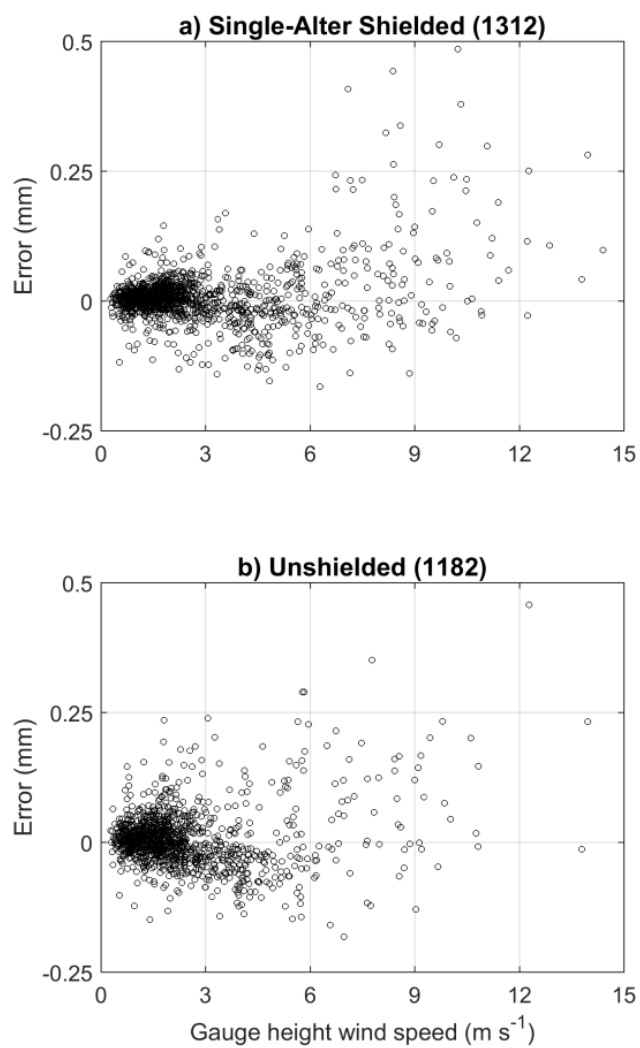 a) Single-Alter Shielded (1312)
0.5
0.25
0
-0.25
Error (mm)
0 3 6 9 12 15
b) Unshielded (1182)
0.5
0.25
0
-0.25
Error (mm)
0 3 6 9 12 15
Gauge height wind speed (m s⁻¹)